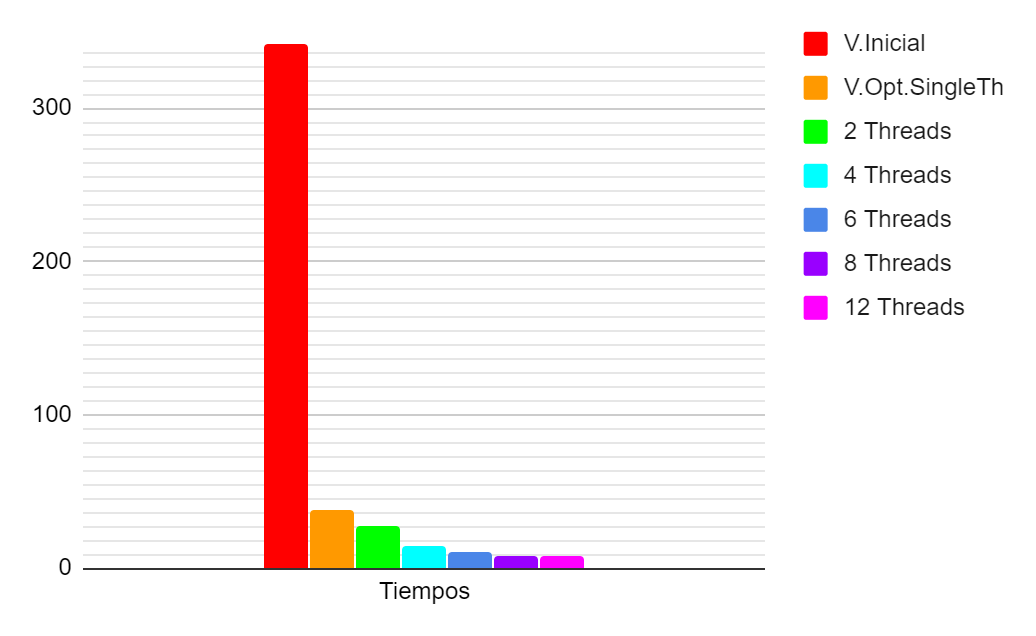 300
200
100
0
Tiempos
V.Inicial
V.Opt.SingleTh
2 Threads
4 Threads
6 Threads
8 Threads
12 Threads